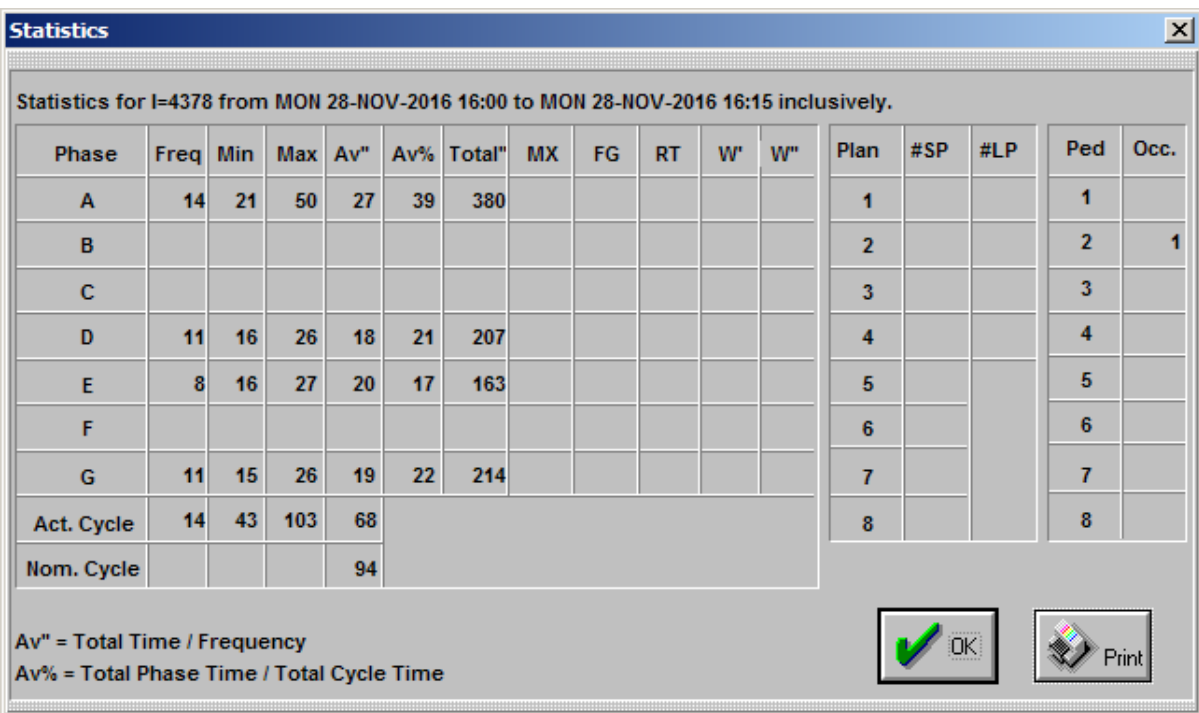 Statistics
Statistics for I=4378 from MON 28-NOV-2016 16:00 to MON 28-NOV-2016 16:15 inclusively.
Phase Freq Min Max Av" Av% Total" MX FG RT W' W" Plan #SP #LP Ped Occ.
A 14 21 50 27 39 380 1 1
B 2 2 1
C 3 3
D 11 16 26 18 21 207 4 4
E 8 16 27 20 17 163 5 5
F 6 6
G 11 15 26 19 22 214 7 7
Act. Cycle 14 43 103 68 8 8
Nom. Cycle 94
Av" = Total Time / Frequency
Av% = Total Phase Time / Total Cycle Time
OK Print